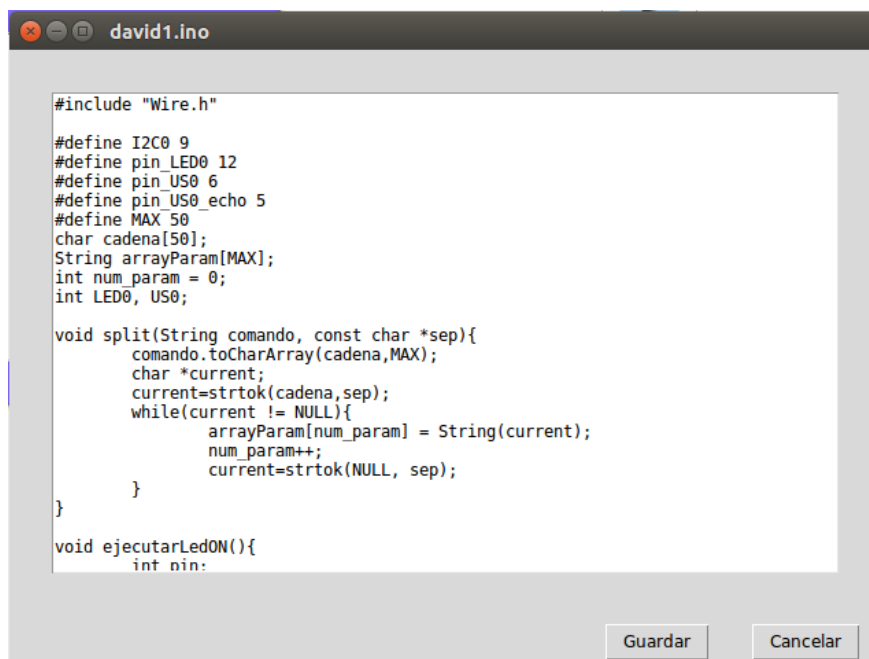 david1.ino
#include "Wire.h"

#define I2C0 9
#define pin_LED0 12
#define pin_US0 6
#define pin_US0_echo 5
#define MAX 50
char cadena[50];
String arrayParam[MAX];
int num_param = 0;
int LED0, US0;

void split(String comando, const char *sep){
        comando.toCharArray(cadena,MAX);
        char *current;
        current=strtok(cadena,sep);
        while(current != NULL){
                arrayParam[num_param] = String(current);
                num_param++;
                current=strtok(NULL, sep);
        }
}

void ejecutarLedON(){
        int pin;
Guardar Cancelar